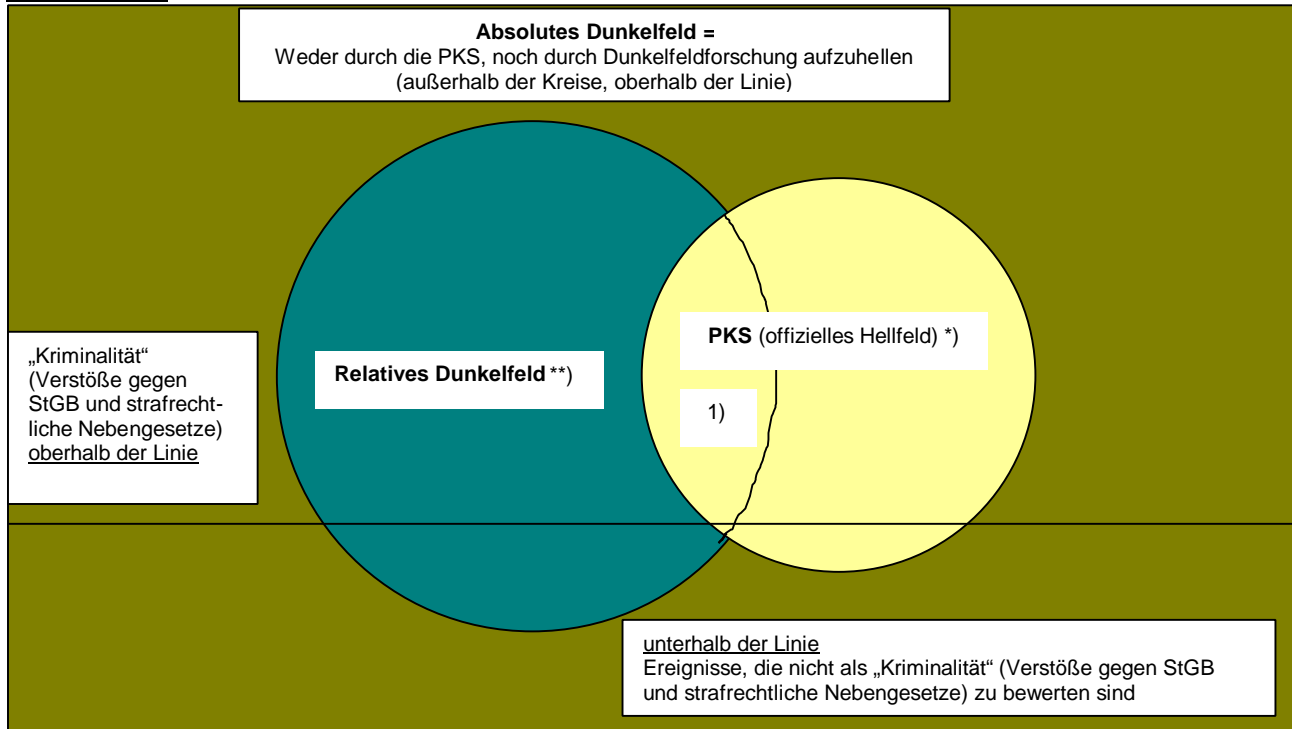 Absolutes Dunkelfeld =
Weder durch die PKS, noch durch Dunkelfeldforschung aufzuhellen
(außerhalb der Kreise, oberhalb der Linie)
PKS (offizielles Hellfeld) *)
„Kriminalität“
(Verstöße gegen
StGB und strafrecht-
liche Nebengesetze)
oberhalb der Linie
Relatives Dunkelfeld **)
1)
unterhalb der Linie
Ereignisse, die nicht als „Kriminalität“ (Verstöße gegen StGB
und strafrechtliche Nebengesetze) zu bewerten sind